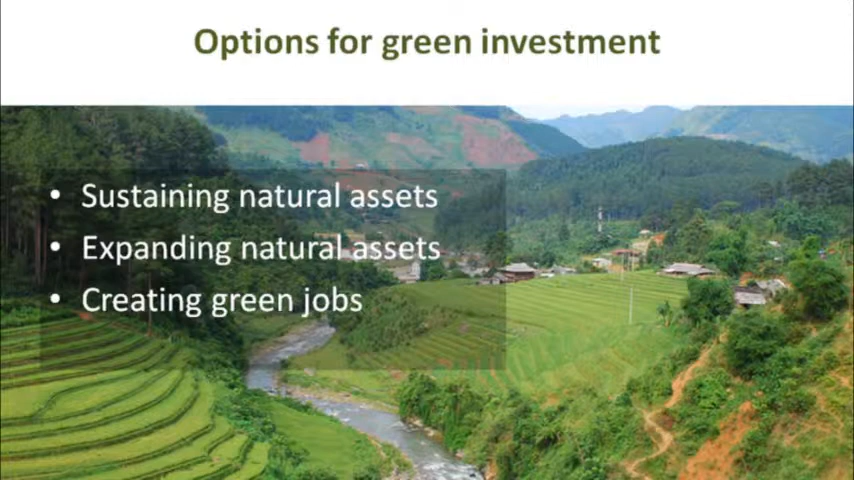 Options for green investment
• Sustaining natural assets
• Expanding natural assets
• Creating green jobs